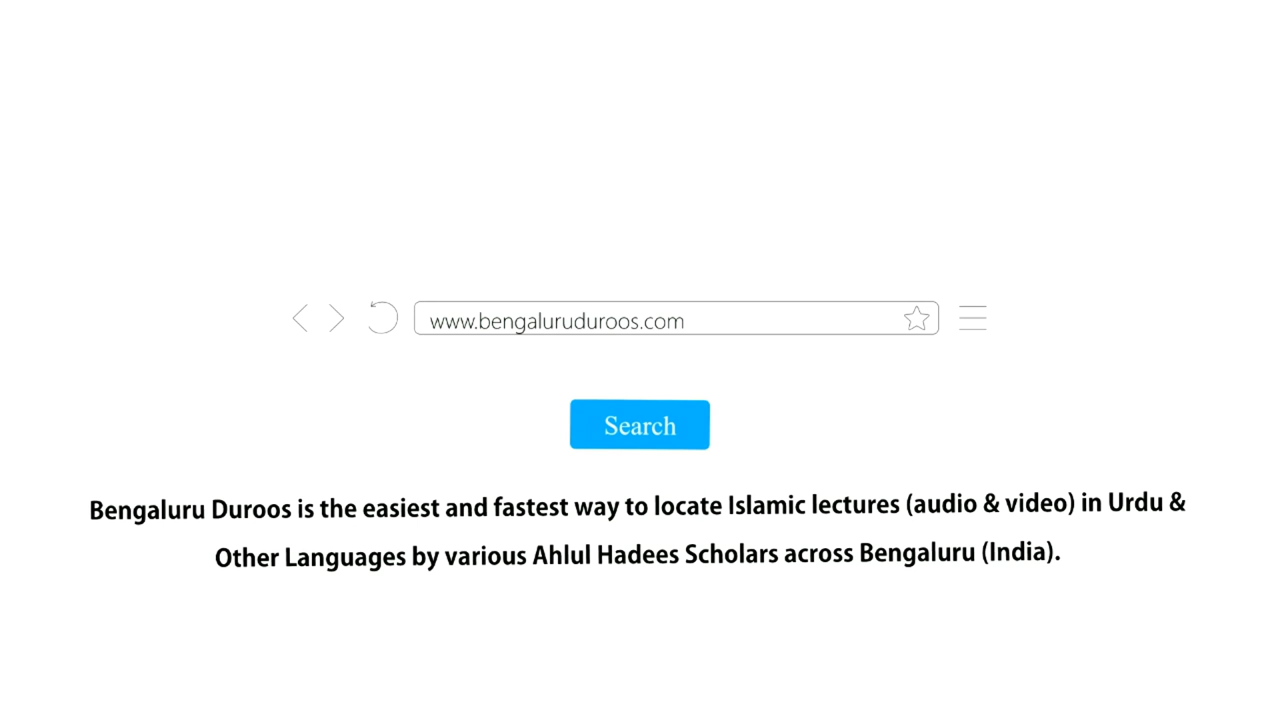 www.bengaluruduroos.com
Search
Bengaluru Duroos is the easiest and fastest way to locate Islamic lectures (audio & video) in Urdu &
Other Languages by various Ahlul Hadees Scholars across Bengaluru (India).